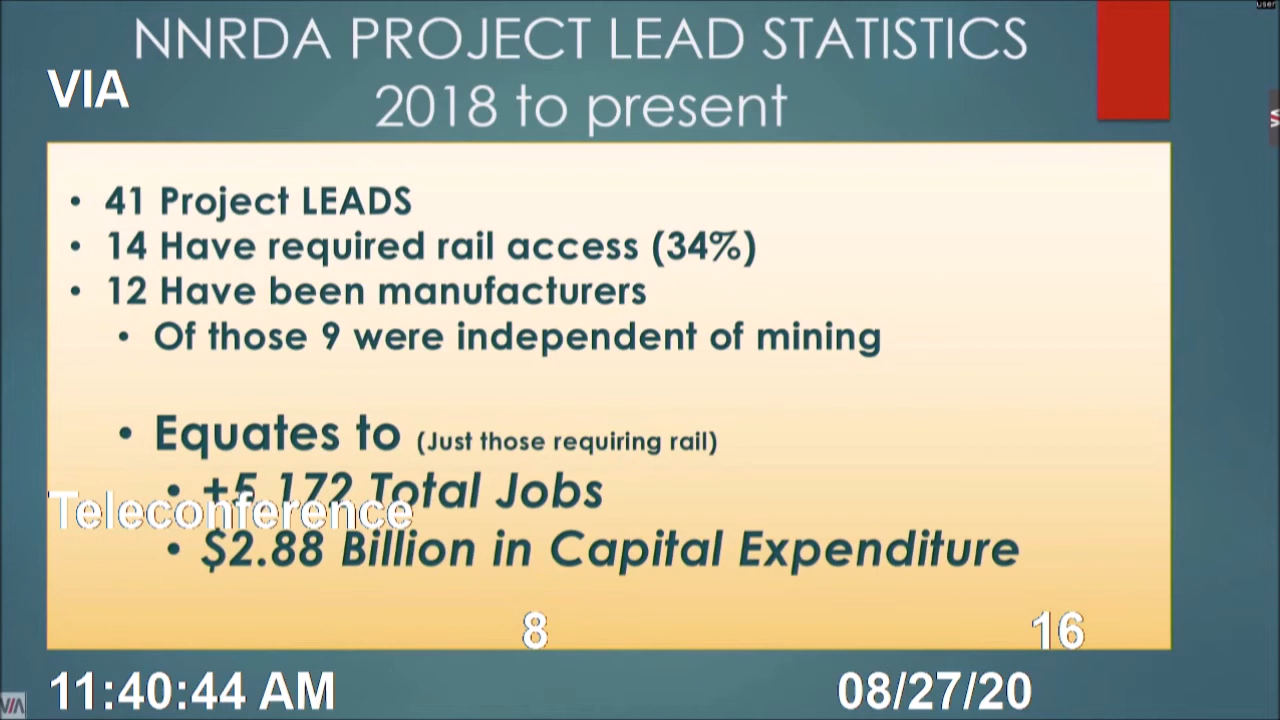 user
NNRDA PROJECT LEAD STATISTICS
VIA
2018 to present
• 41 Project LEADS
• 14 Have required rail access (34%)
• 12 Have been manufacturers
• Of those 9 were independent of mining
• Equates to (Just those requiring rail)
• +5,172 Total Jobs
Teleconference
• $2.88 Billion in Capital Expenditure
8 16
11:40:44 AM 08/27/20
VIA